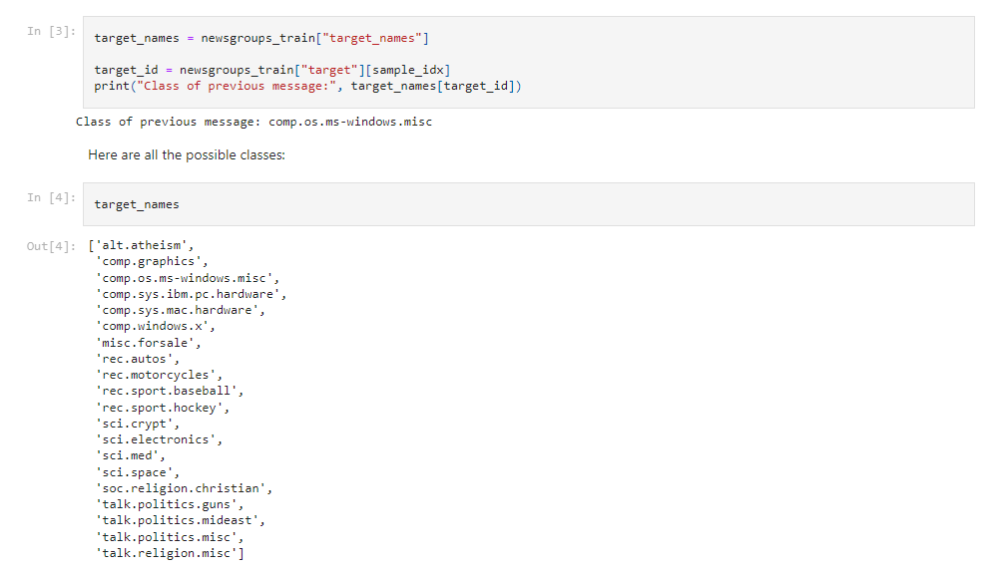 In [3]:
target_names = newsgroups_train["target_names"]
target_id = newsgroups_train["target"][sample_idx]
print("Class of previous message:", target_names[target_id])
Class of previous message: comp.os.ms-windows.misc
Here are all the possible classes:
In [4]:
target_names
Out[4]:
['alt.atheism',
'comp.graphics',
'comp.os.ms-windows.misc',
'comp.sys.ibm.pc.hardware',
'comp.sys.mac.hardware',
'comp.windows.x',
'misc.forsale',
'rec.autos',
'rec.motorcycles',
'rec.sport.baseball',
'rec.sport.hockey',
'sci.crypt',
'sci.electronics',
'sci.med',
'sci.space',
'soc.religion.christian',
'talk.politics.guns',
'talk.politics.mideast',
'talk.politics.misc',
'talk.religion.misc']